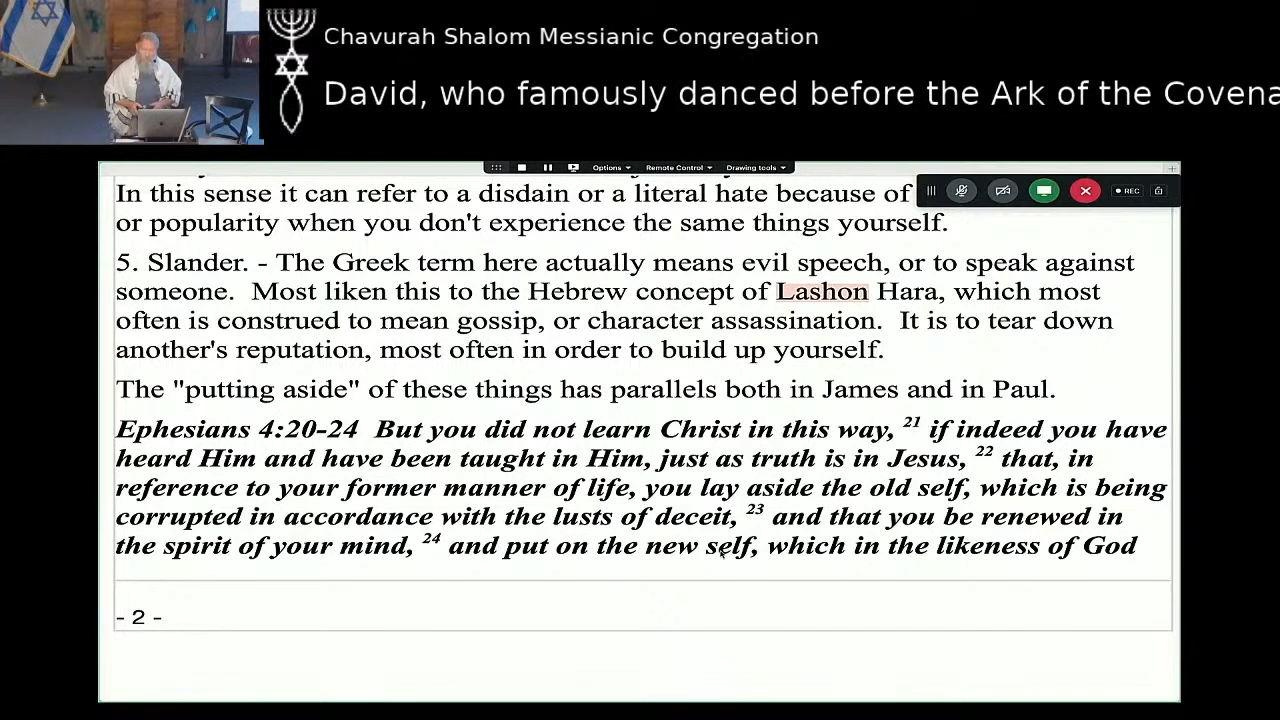 Chavurah Shalom Messianic Congregation
David, who famously danced before the Ark of the Covena
Options
Remote Control
Drawing tools
REC
In this sense it can refer to a disdain or a literal hate because of
or popularity when you don't experience the same things yourself.
5. Slander. - The Greek term here actually means evil speech, or to speak against
someone. Most liken this to the Hebrew concept of Lashon Hara, which most
often is construed to mean gossip, or character assassination. It is to tear down
another's reputation, most often in order to build up yourself.
The "putting aside" of these things has parallels both in James and in Paul.
Ephesians 4:20-24 But you did not learn Christ in this way, 21 if indeed you have
heard Him and have been taught in Him, just as truth is in Jesus, 22 that, in
reference to your former manner of life, you lay aside the old self, which is being
corrupted in accordance with the lusts of deceit, 23 and that you be renewed in
the spirit of your mind, 24 and put on the new self, which in the likeness of God
- 2 -